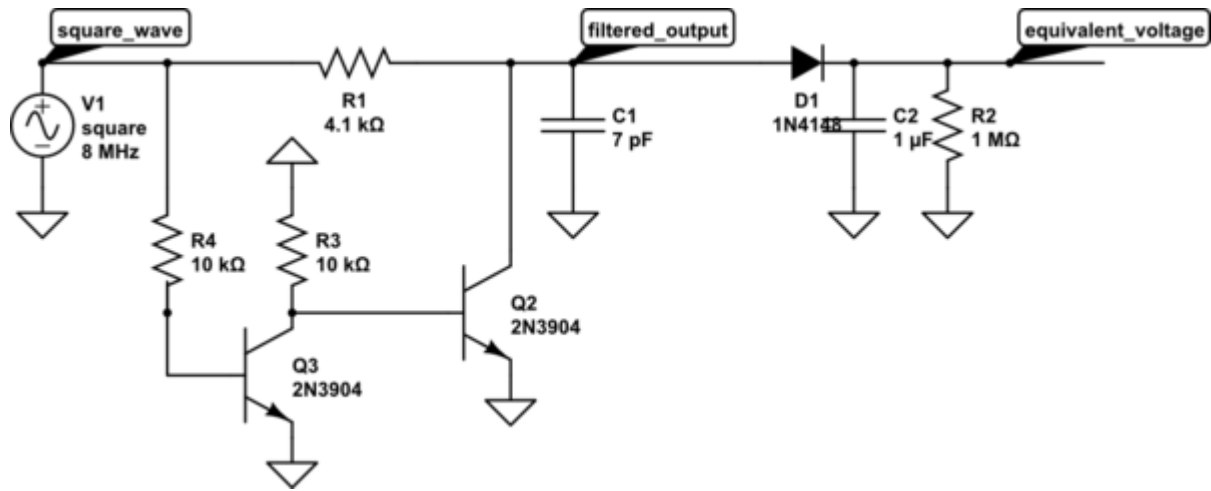 square_wave
filtered_output
equivalent_voltage
V1
square
8 MHz
R1
4.1 kΩ
C1
7 pF
D1
1N4148
C2
1 µF
R2
1 MΩ
R4
10 kΩ
R3
10 kΩ
Q2
2N3904
Q3
2N3904